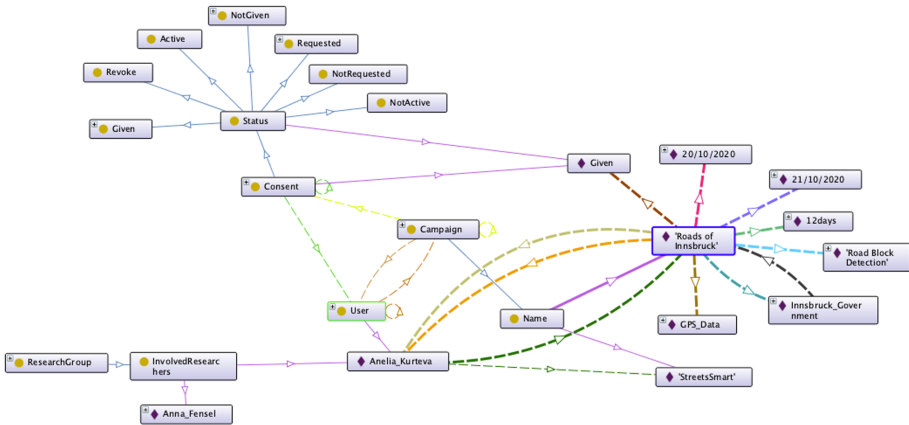 NotGiven
Active
Requested
Revoke
NotRequested
NotActive
Given
Status
Given
20/10/2020
21/10/2020
Consent
12days
Campaign
'Roads of
Innsbruck'
'Road Block
Detection'
User
Name
GPS_Data
Innsbruck_Gover
nment
ResearchGroup
InvolvedResearc
hers
Anelia_Kurteva
'StreetsSmart'
Anna_Fensel